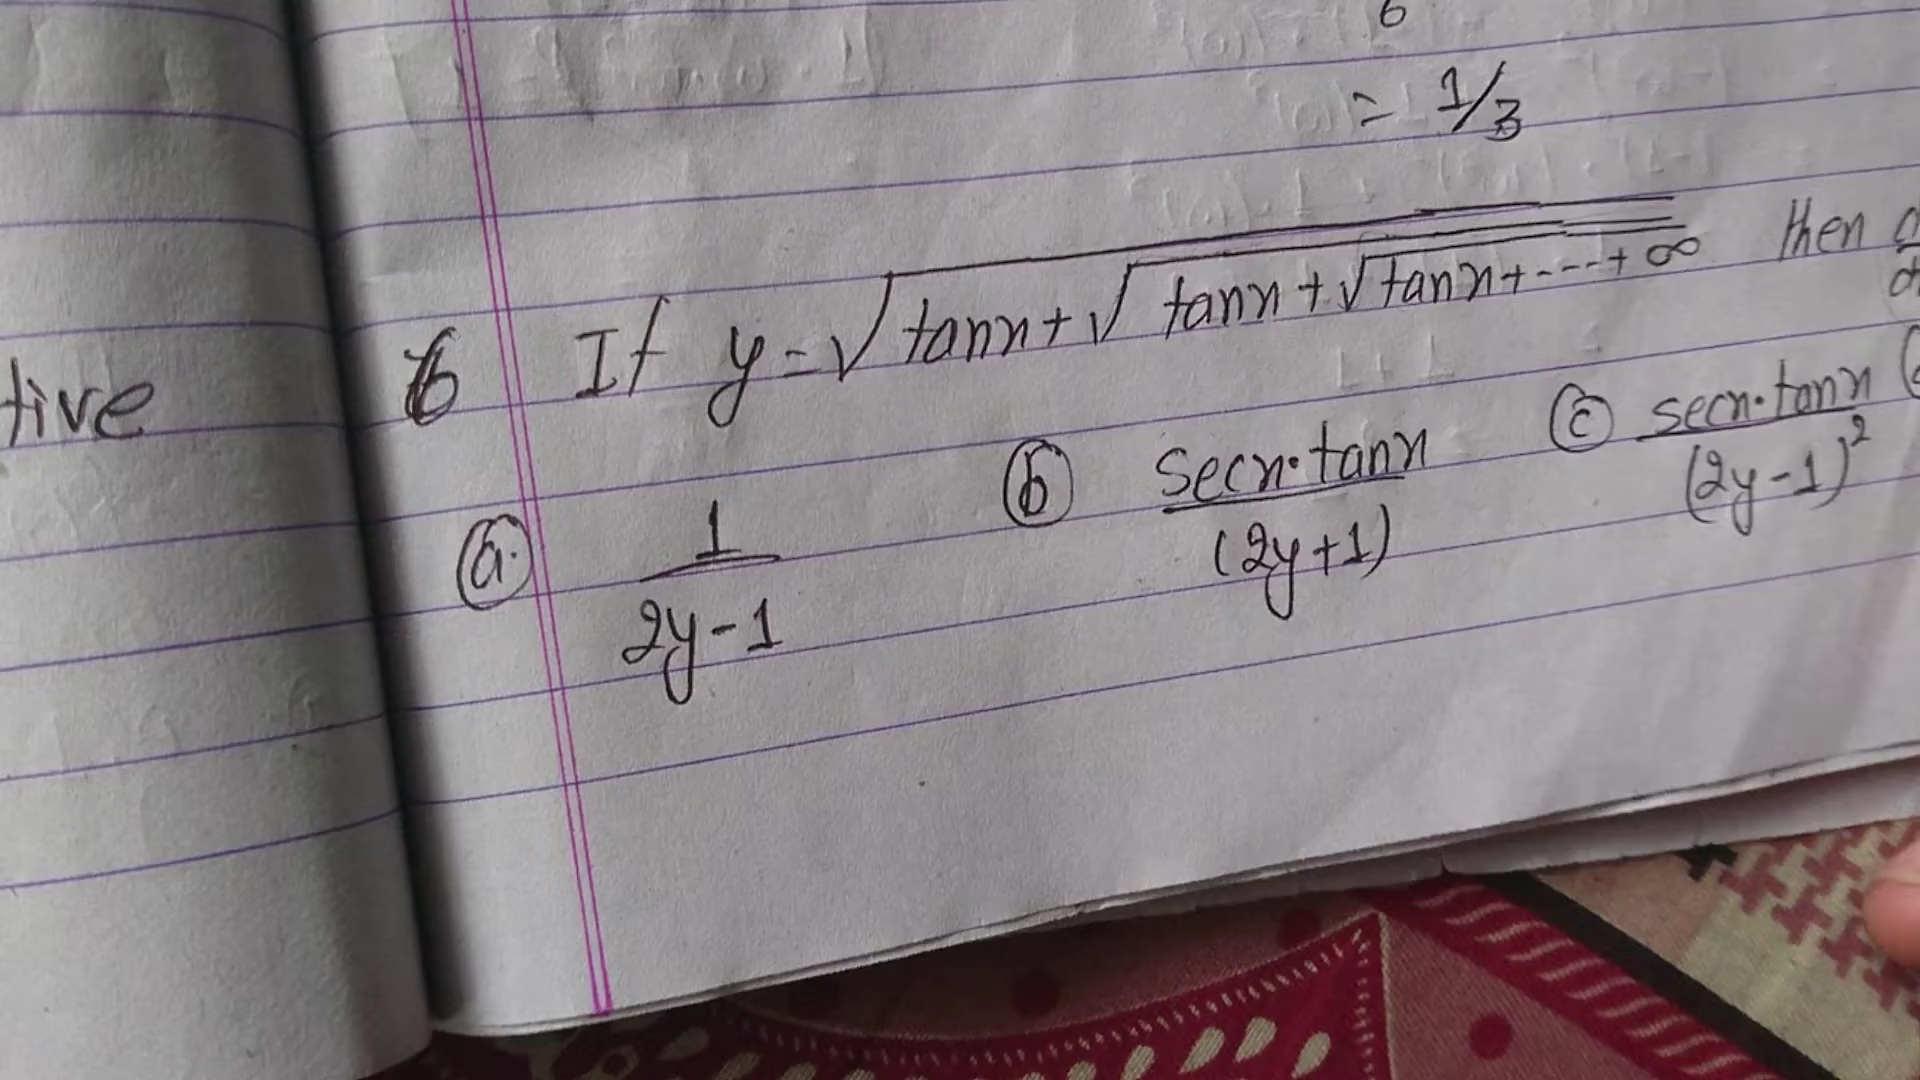 6
= 1/3
tive
6 If y = √tanx + √tanx + √tanx + ---- + ∞ then
(a) 1/(2y-1) (b) secx·tanx/(2y+1) (c) secx·tanx/(2y-1)²